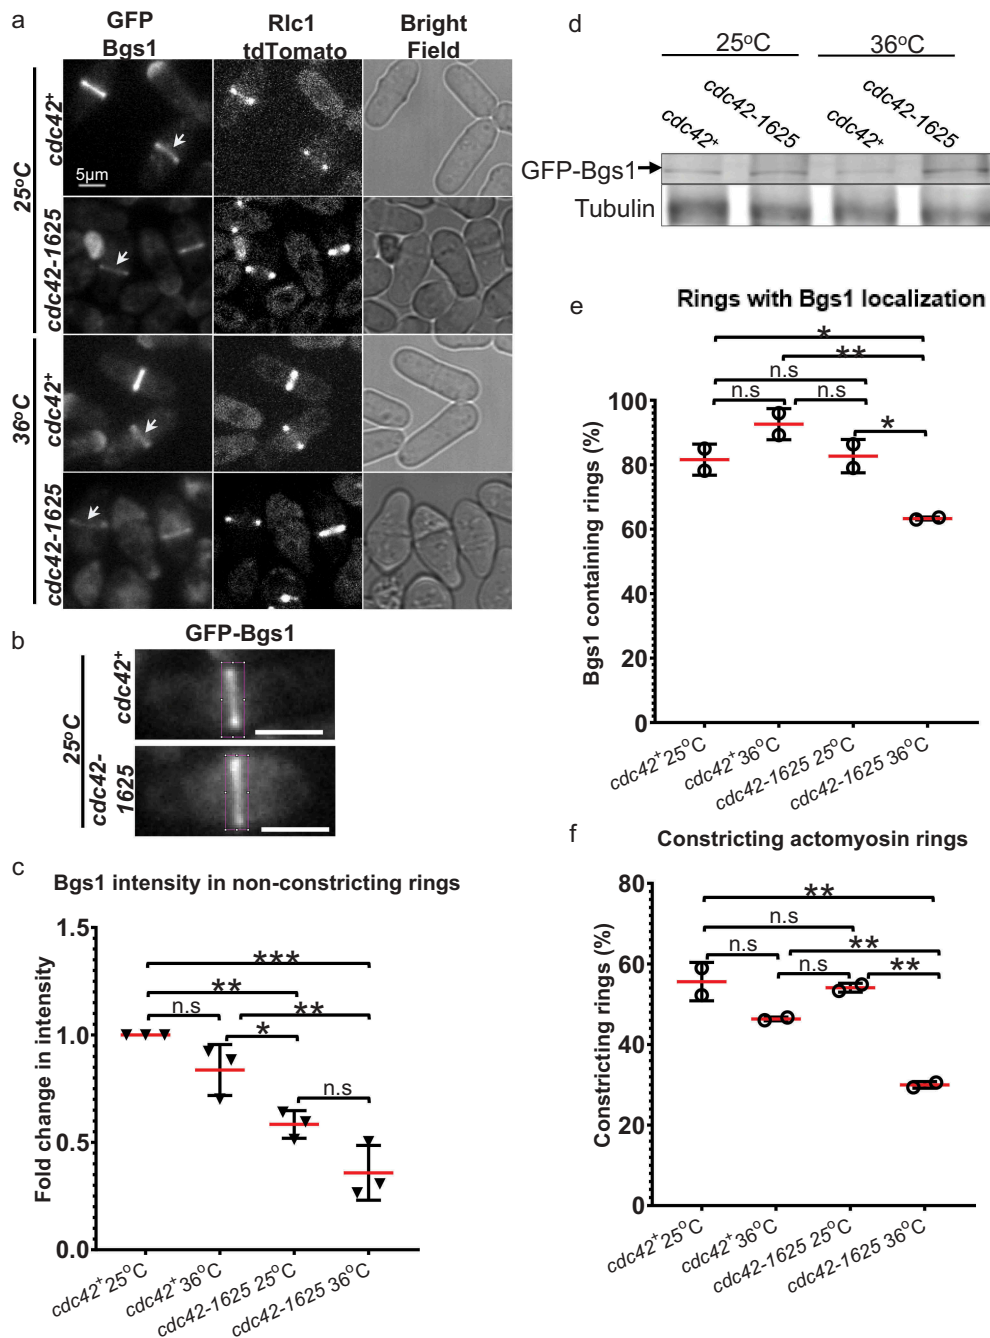 a
GFP
Bgs1
Rlc1
tdTomato
Bright
Field
25°C
cdc42+
5µm
cdc42-1625
36°C
cdc42+
cdc42-1625
b
GFP-Bgs1
25°C
cdc42+
cdc42-
1625
c
Bgs1 intensity in non-constricting rings
Fold change in intensity
1.5
1.0
0.5
0.0
***
**
n.s
**
*
n.s
cdc42+25°C
cdc42+36°C
cdc42-1625 25°C
cdc42-1625 36°C
d
25°C
36°C
cdc42+
cdc42-1625
cdc42+
cdc42-1625
GFP-Bgs1
Tubulin
e
Rings with Bgs1 localization
Bgs1 containing rings (%)
100
80
60
40
20
0
*
**
n.s
n.s
n.s
*
cdc42+25°C
cdc42+36°C
cdc42-1625 25°C
cdc42-1625 36°C
f
Constricting actomyosin rings
Constricting rings (%)
80
60
40
20
0
**
n.s
n.s
**
n.s
**
cdc42+25°C
cdc42+36°C
cdc42-1625 25°C
cdc42-1625 36°C